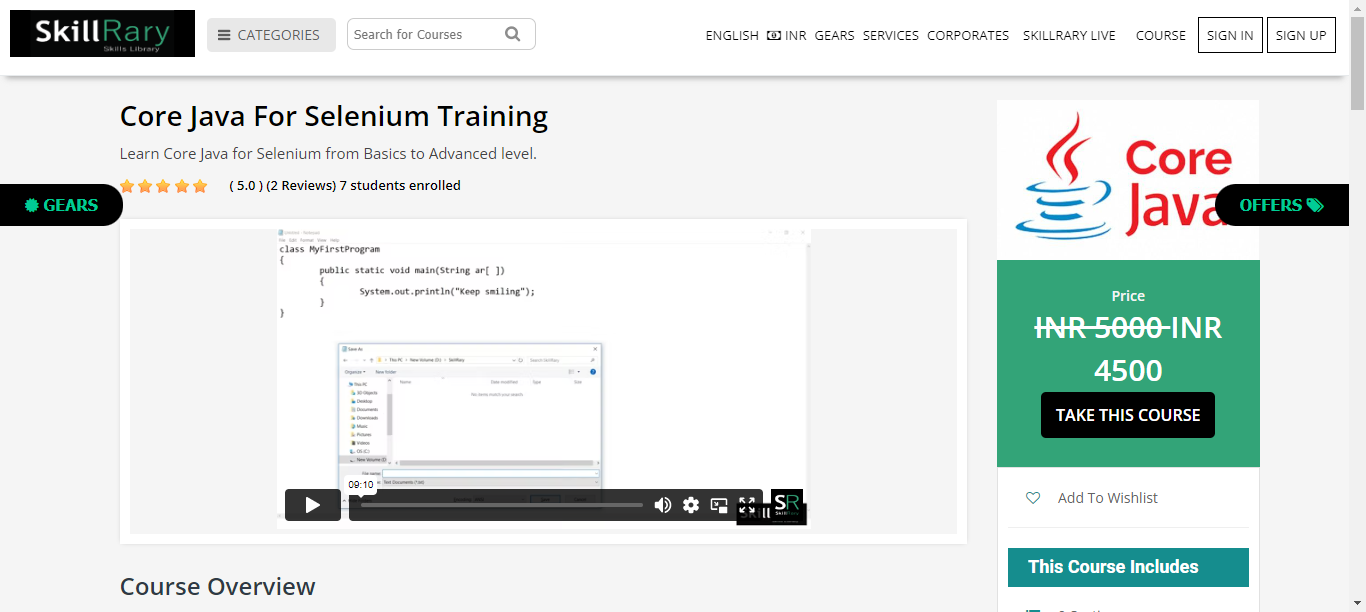 SkillRary
Skills Library
CATEGORIES
Search for Courses
ENGLISH INR GEARS SERVICES CORPORATES SKILLRARY LIVE COURSE SIGN IN SIGN UP
Core Java For Selenium Training
Learn Core Java for Selenium from Basics to Advanced level.
( 5.0 ) (2 Reviews) 7 students enrolled
GEARS
class MyFirstProgram
{
public static void main(String ar[ ])
{
System.out.println("Keep smiling");
}
}
Save As
This PC > New Volume (D:) > SkillRary
Search SkillRary
Organize
New folder
Name
Date modified
Type
Size
No items match your search.
This PC
3D Objects
Desktop
Documents
Downloads
Music
Pictures
Videos
OS (C:)
New Volume (D:)
File name:
Text Documents (*.txt)
09:10
Skill
SR
SkillRary
Course Overview
Core
Java
OFFERS
Price
INR 5000 INR
4500
TAKE THIS COURSE
Add To Wishlist
This Course Includes